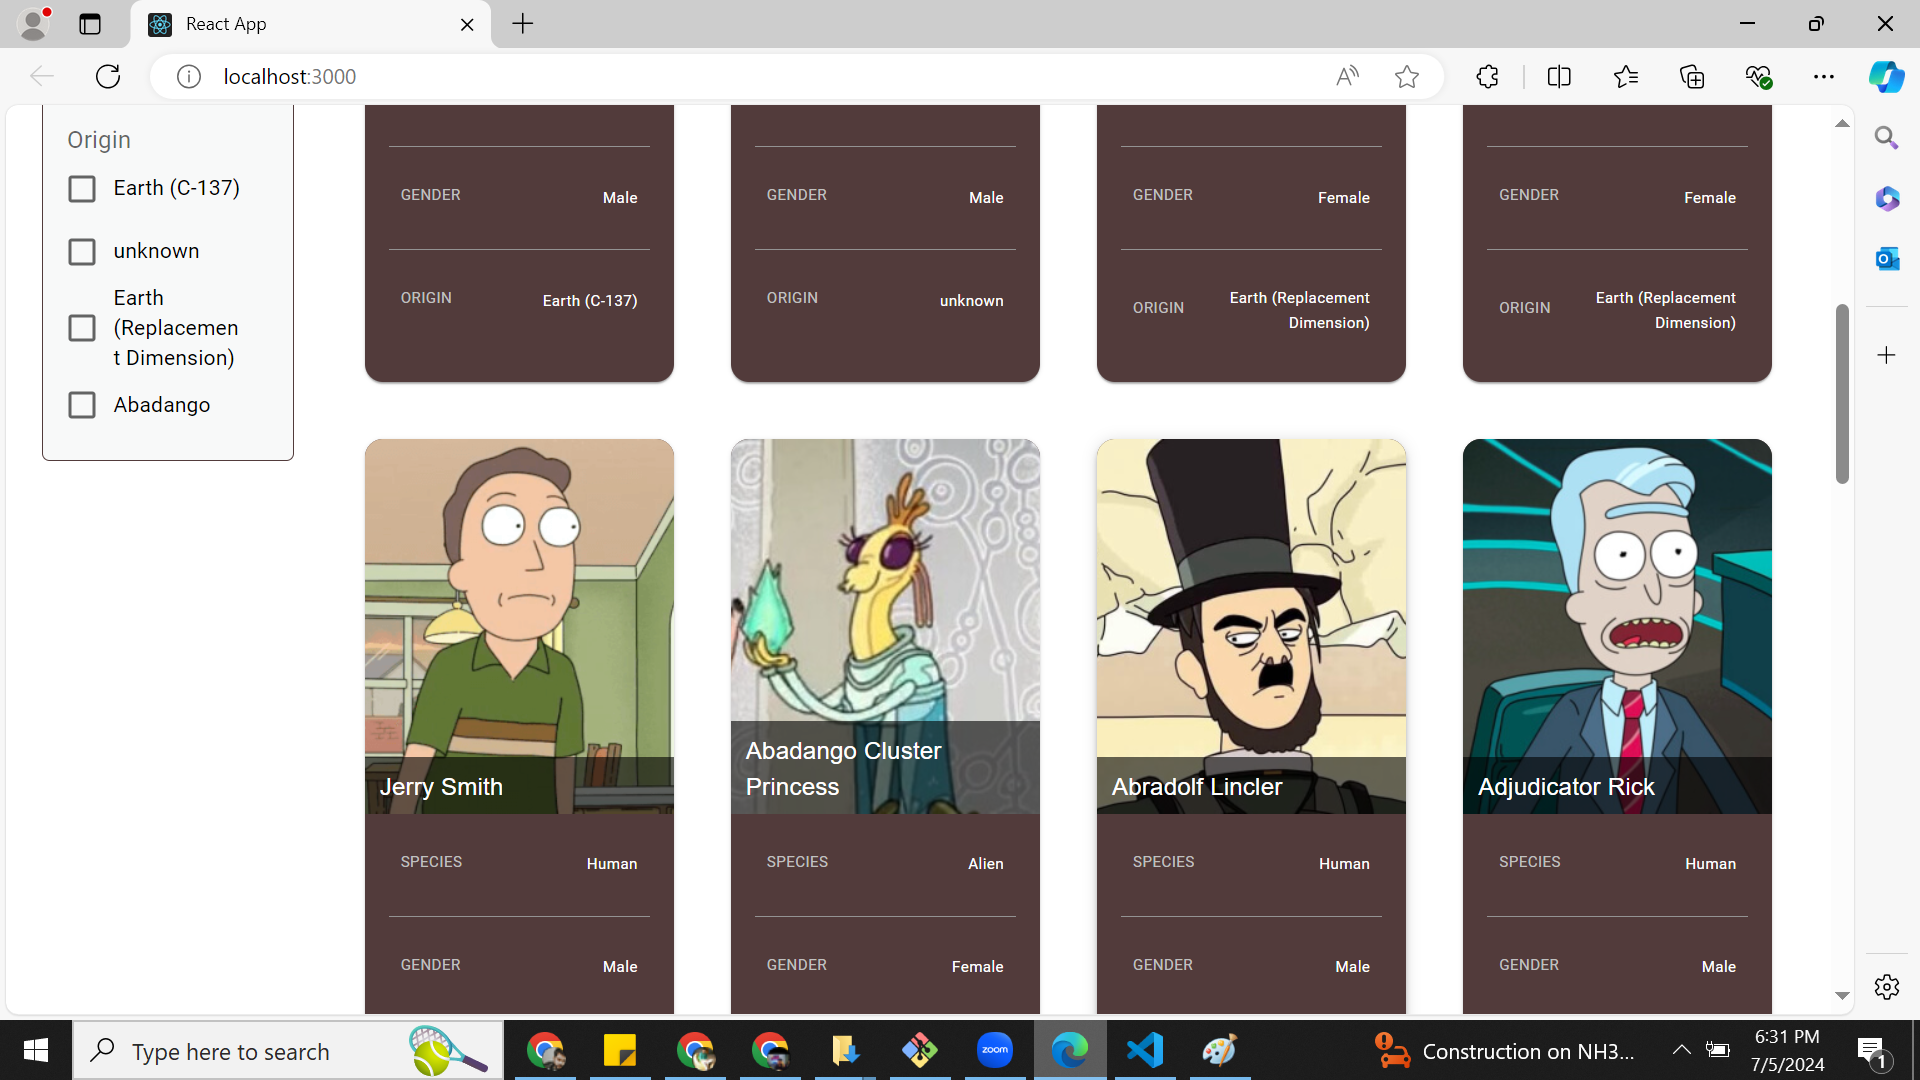 React App
localhost:3000
Origin
Earth (C-137)
unknown
Earth
(Replacemen
t Dimension)
Abadango
GENDER Male
ORIGIN Earth (C-137)
GENDER Male
ORIGIN unknown
GENDER Female
ORIGIN Earth (Replacement
Dimension)
GENDER Female
ORIGIN Earth (Replacement
Dimension)
Jerry Smith
SPECIES Human
GENDER Male
Abadango Cluster
Princess
SPECIES Alien
GENDER Female
Abradolf Lincler
SPECIES Human
GENDER Male
Adjudicator Rick
SPECIES Human
GENDER Male
Type here to search
zoom
Construction on NH3...
6:31 PM
7/5/2024
1